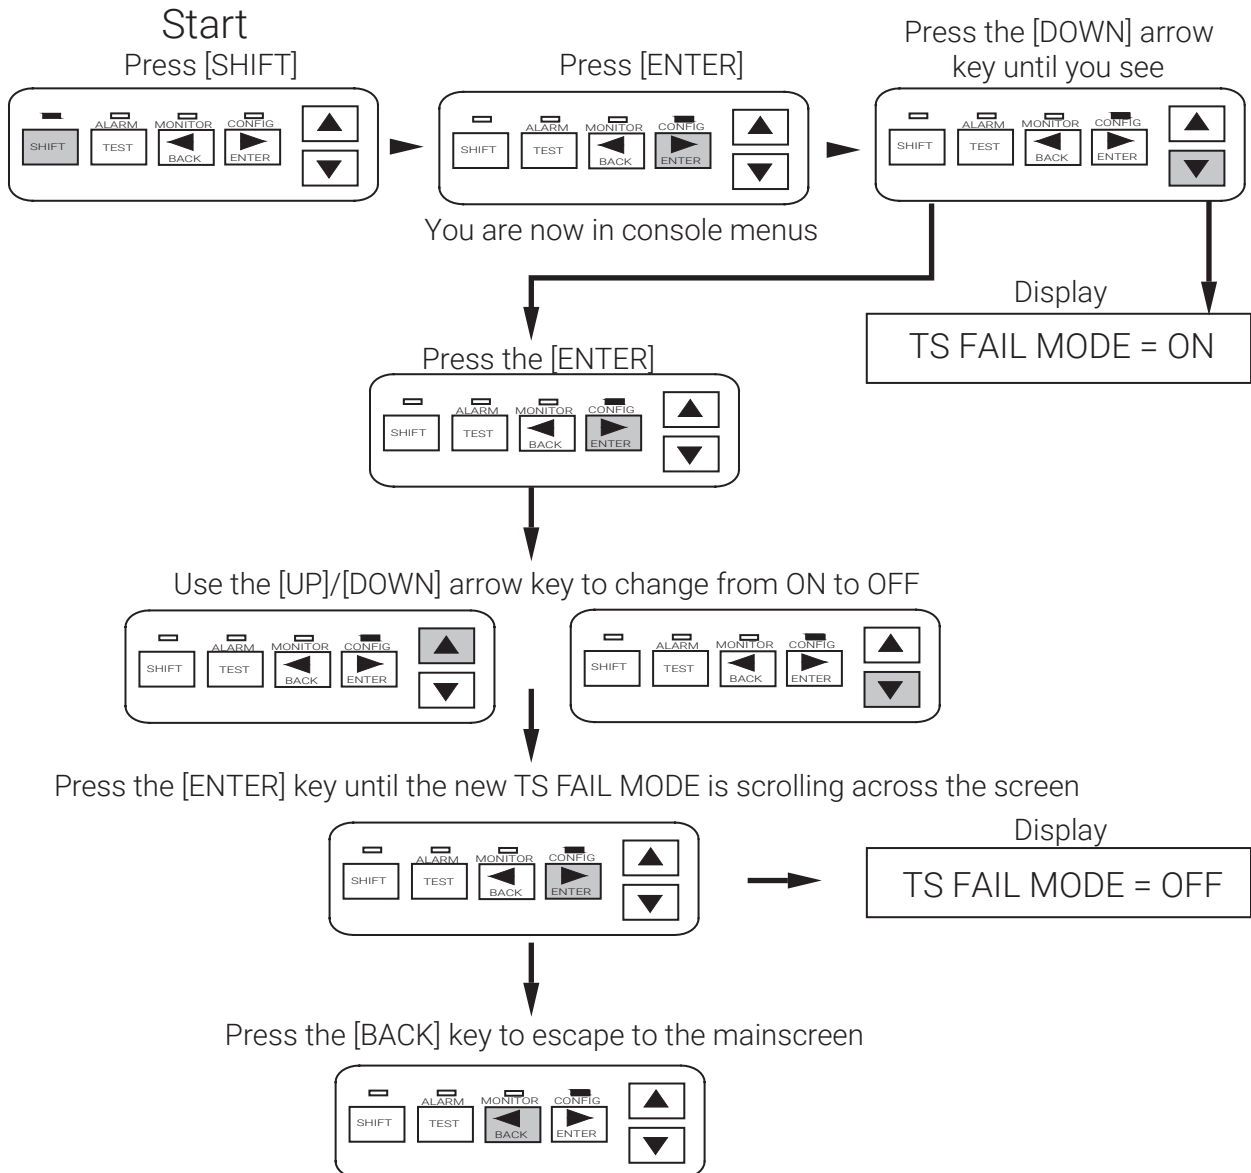 Start
Press [SHIFT]
SHIFT
ALARM
TEST
MONITOR
BACK
CONFIG
ENTER
Press [ENTER]
SHIFT
ALARM
TEST
MONITOR
BACK
CONFIG
ENTER
You are now in console menus
Press the [DOWN] arrow
key until you see
SHIFT
ALARM
TEST
MONITOR
BACK
CONFIG
ENTER
Display
TS FAIL MODE = ON
Press the [ENTER]
SHIFT
ALARM
TEST
MONITOR
BACK
CONFIG
ENTER
Use the [UP]/[DOWN] arrow key to change from ON to OFF
SHIFT
ALARM
TEST
MONITOR
BACK
CONFIG
ENTER
SHIFT
ALARM
TEST
MONITOR
BACK
CONFIG
ENTER
Press the [ENTER] key until the new TS FAIL MODE is scrolling across the screen
SHIFT
ALARM
TEST
MONITOR
BACK
CONFIG
ENTER
Display
TS FAIL MODE = OFF
Press the [BACK] key to escape to the mainscreen
SHIFT
ALARM
TEST
MONITOR
BACK
CONFIG
ENTER